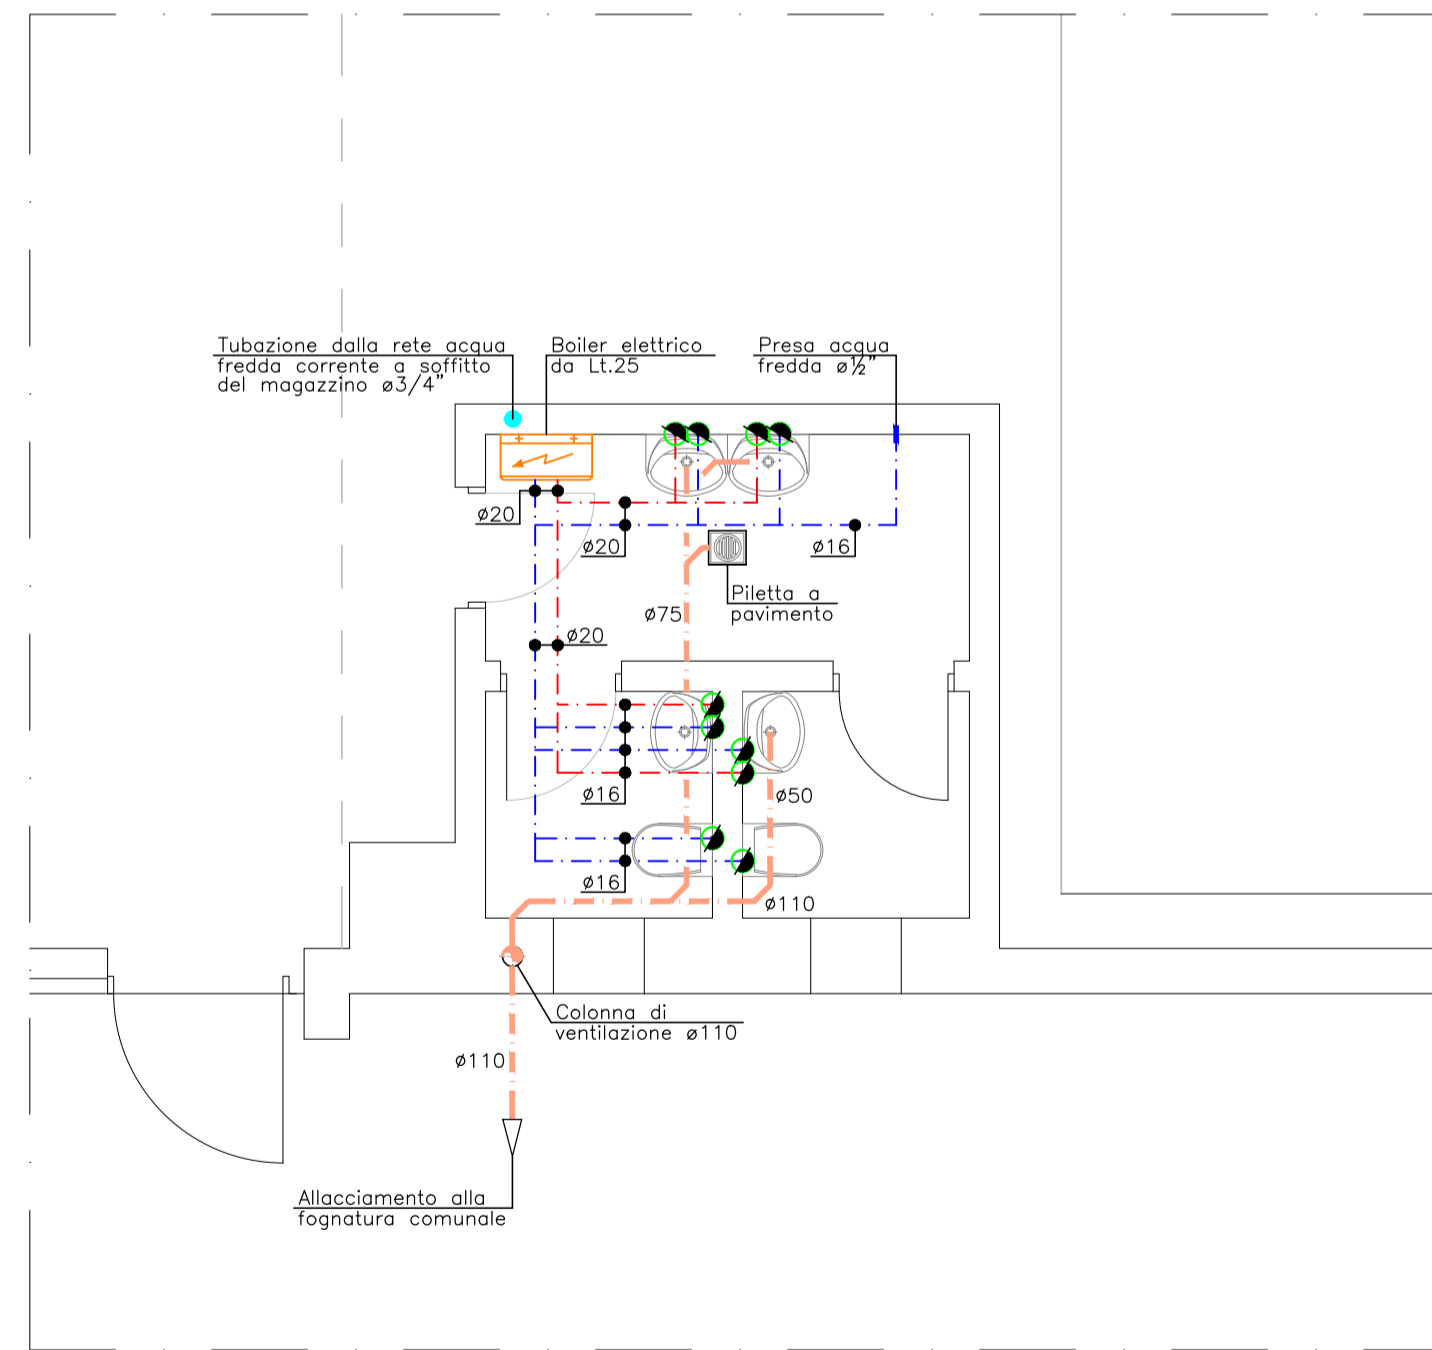 Tubazione dalla rete acqua
fredda corrente a soffitto
del magazzino ø3/4"
Boiler elettrico
da Lt.25
Presa acqua
fredda ø½"
ø20
ø20
ø16
Piletta a
pavimento
ø75
ø20
ø16
ø50
ø16
ø110
Colonna di
ventilazione ø110
ø110
Allacciamento alla
fognatura comunale